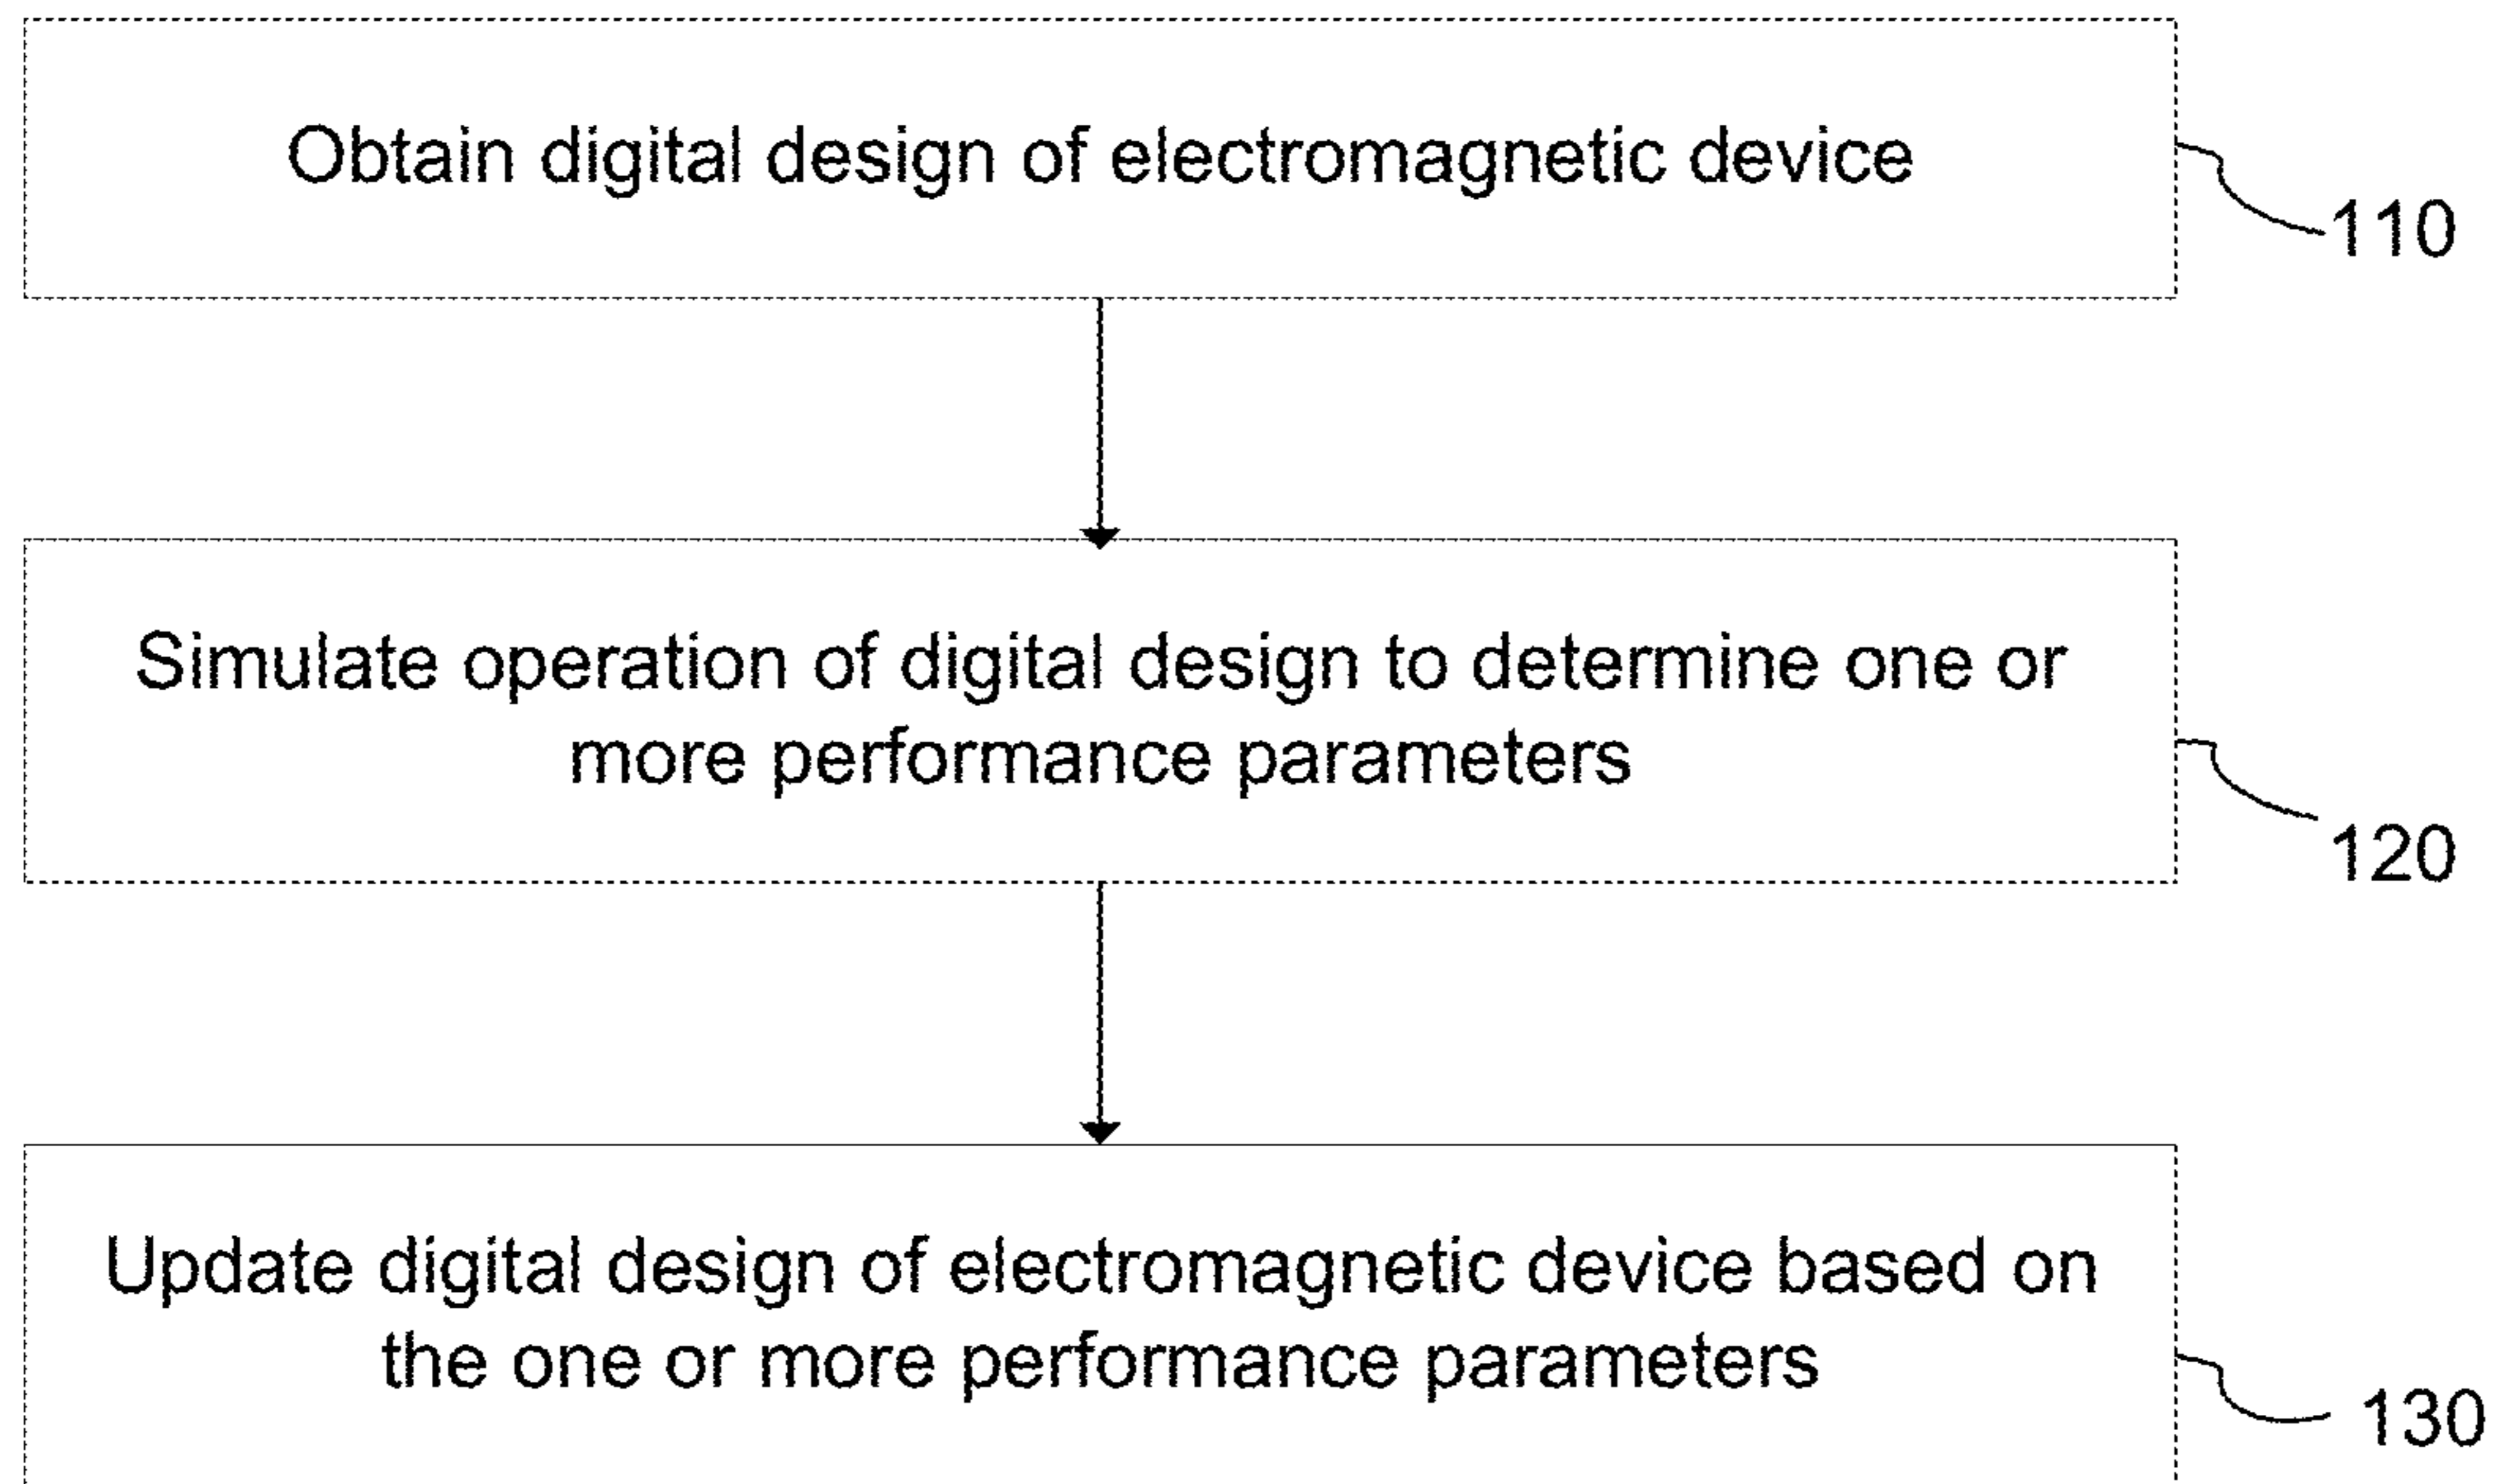 Obtain digital design of electromagnetic device
110
Simulate operation of digital design to determine one or
more performance parameters
120
Update digital design of electromagnetic device based on
the one or more performance parameters
130